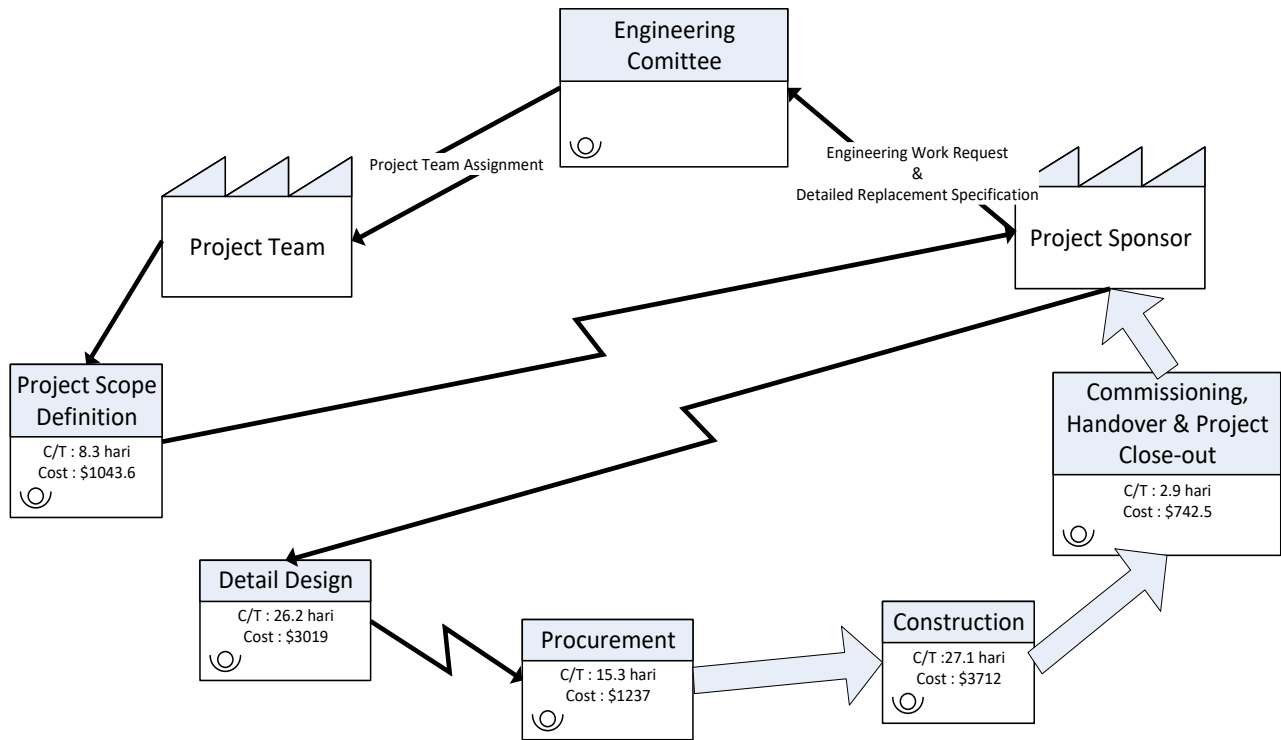 Engineering
Comittee
Project Team Assignment
Engineering Work Request
&
Detailed Replacement Specification
Project Team
Project Sponsor
Project Scope
Definition
C/T : 8.3 hari
Cost : $1043.6
Commissioning,
Handover & Project
Close-out
C/T : 2.9 hari
Cost : $742.5
Detail Design
C/T : 26.2 hari
Cost : $3019
Procurement
C/T : 15.3 hari
Cost : $1237
Construction
C/T :27.1 hari
Cost : $3712